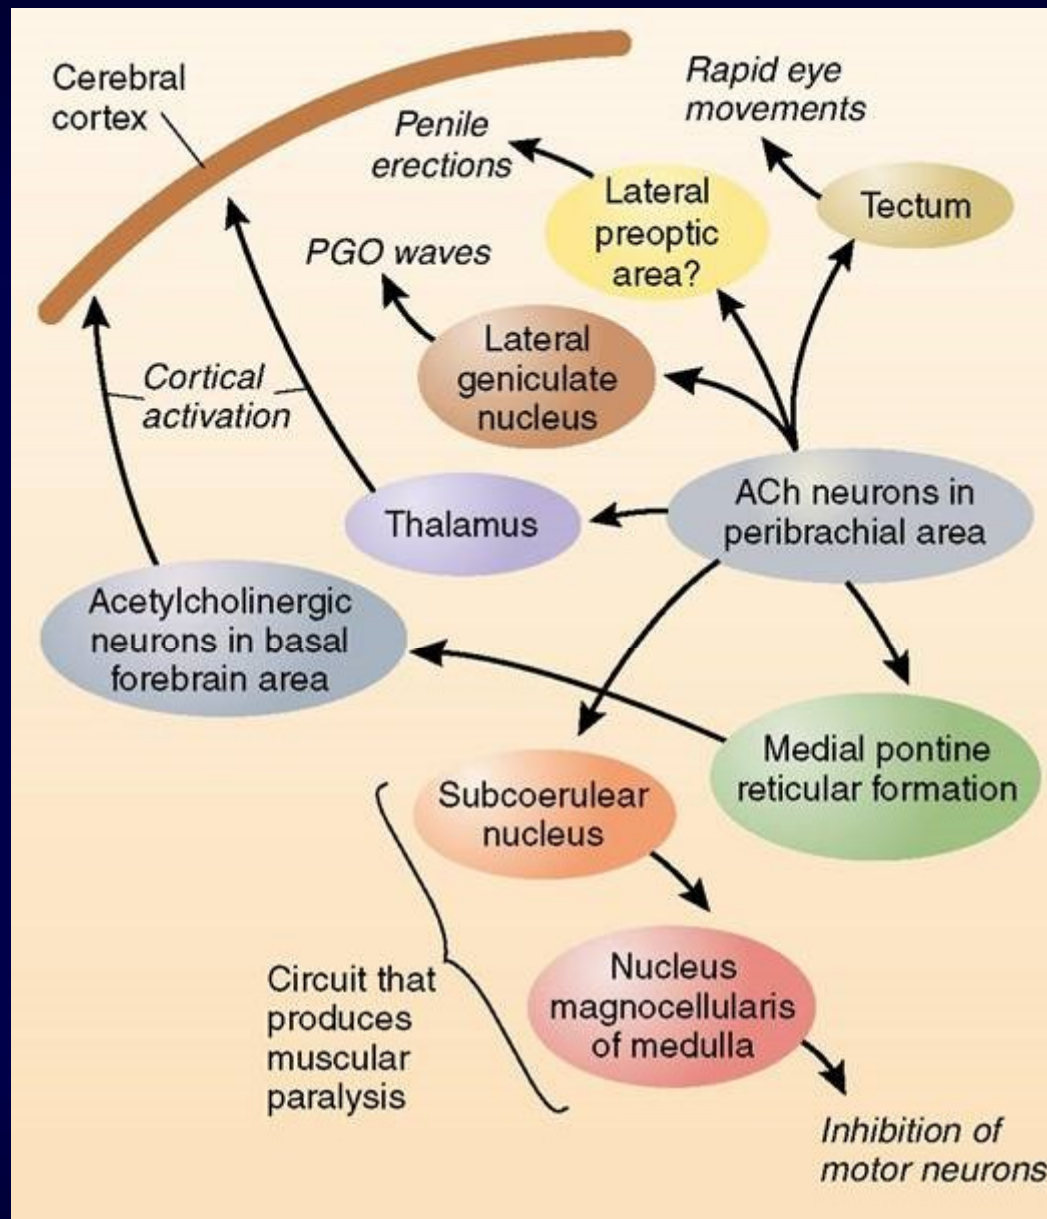 Cerebral
cortex
Rapid eye
movements
Penile
erections
Lateral
preoptic
area?
Tectum
PGO waves
Lateral
geniculate
nucleus
Cortical
activation
Thalamus
ACh neurons in
peribrachial area
Acetylcholinergic
neurons in basal
forebrain area
Medial pontine
reticular formation
Subcoerulear
nucleus
Circuit that
produces
muscular
paralysis
Nucleus
magnocellularis
of medulla
Inhibition of
motor neurons